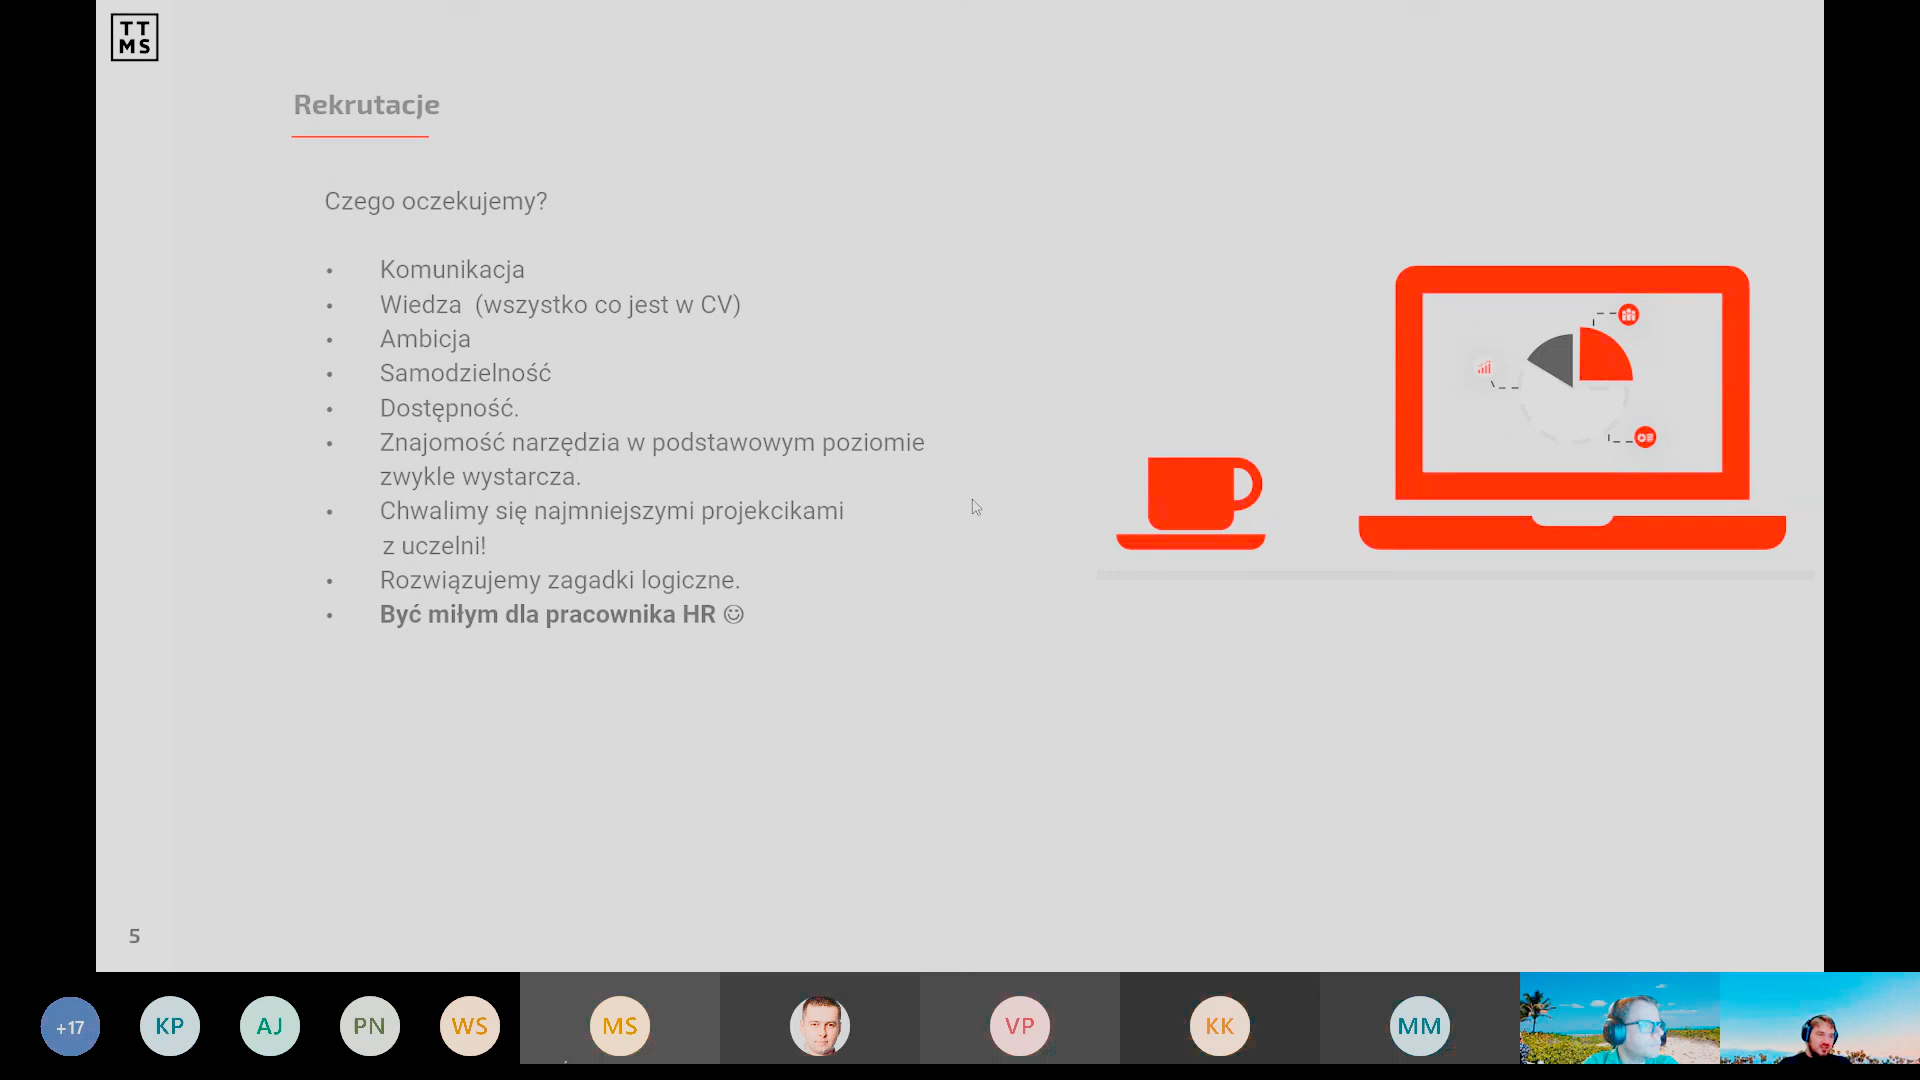 TT
MS
Rekrutacje
Czego oczekujemy?
• Komunikacja
• Wiedza (wszystko co jest w CV)
• Ambicja
• Samodzielność
• Dostępność.
• Znajomość narzędzia w podstawowym poziomie
zwykle wystarcza.
• Chwalimy się najmniejszymi projekcikami
z uczelni!
• Rozwiązujemy zagadki logiczne.
• Być miłym dla pracownika HR ☺
5
+17
KP
AJ
PN
WS
MS
VP
KK
MM